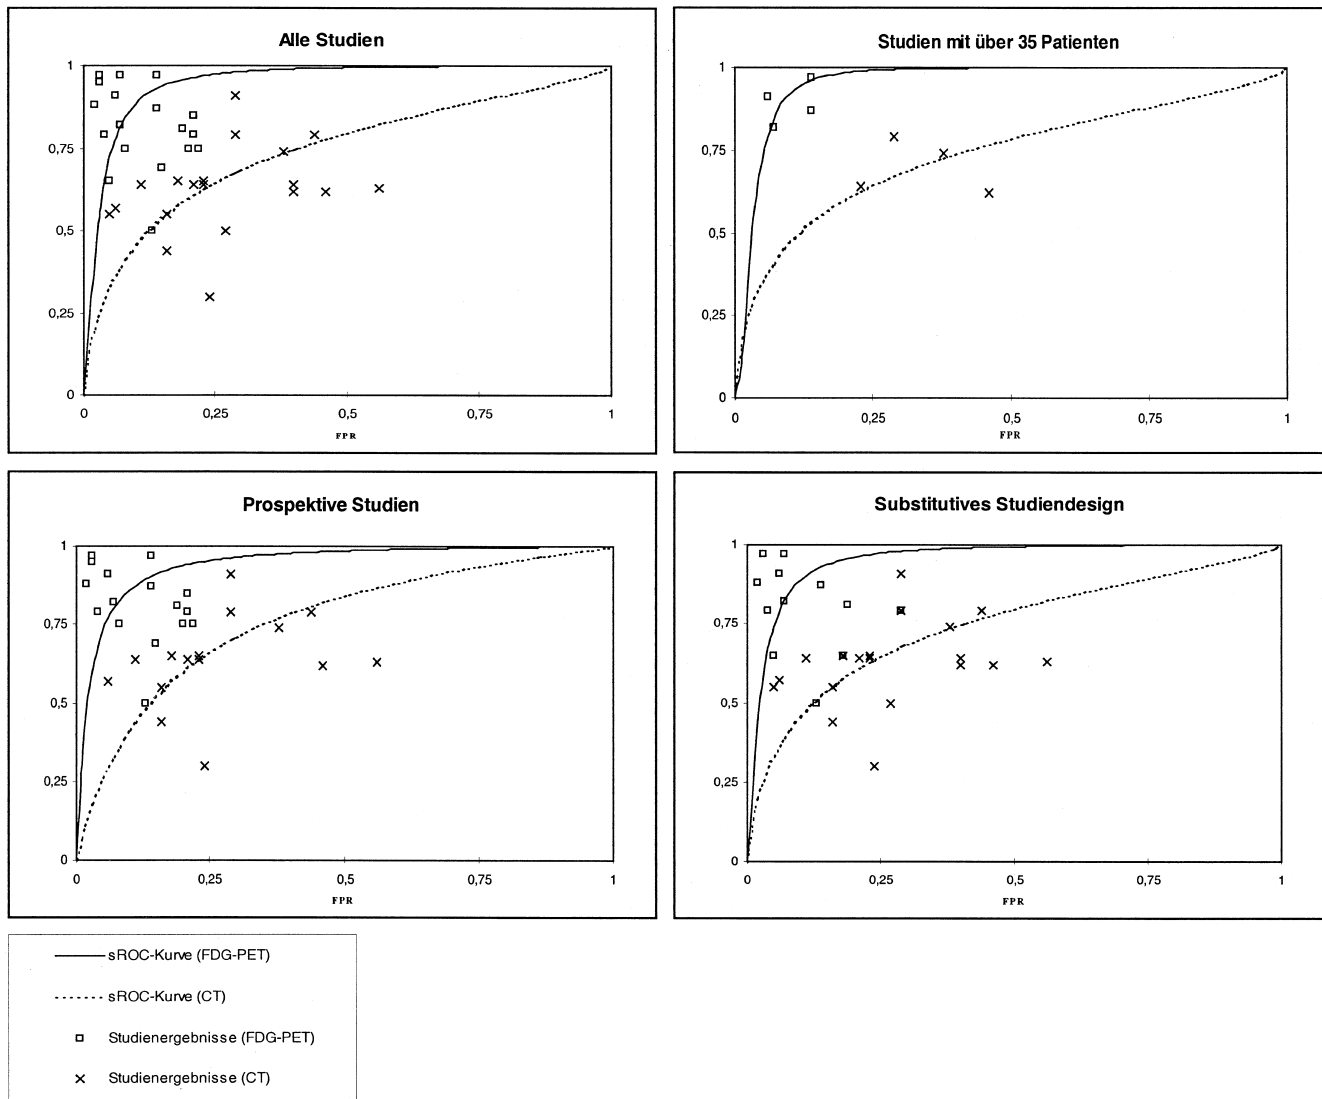 Alle Studien
1
0,75
0,5
0,25
0
0 0,25 0,5 0,75 1
FPR
Studien mit über 35 Patienten
1
0,75
0,5
0,25
0
0 0,25 0,5 0,75 1
FPR
Prospektive Studien
1
0,75
0,5
0,25
0
0 0,25 0,5 0,75 1
FPR
Substitutives Studiendesign
1
0,75
0,5
0,25
0
0 0,25 0,5 0,75 1
FPR
sROC-Kurve (FDG-PET)
sROC-Kurve (CT)
Studienergebnisse (FDG-PET)
Studienergebnisse (CT)